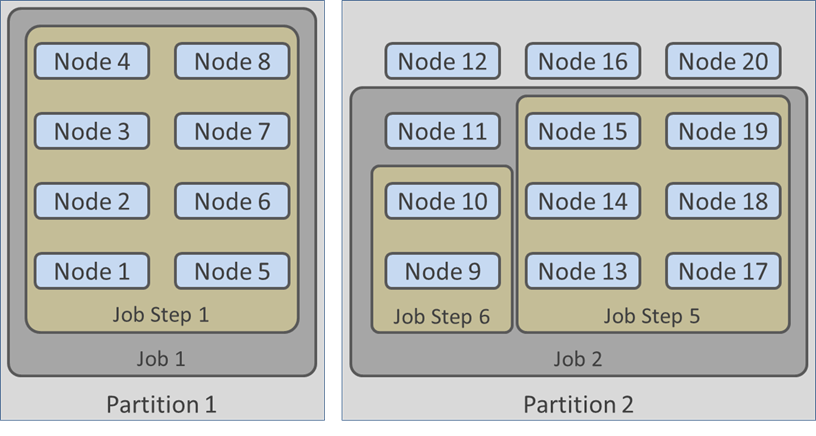 Node 4 Node 8
Node 3 Node 7
Node 2 Node 6
Node 1 Node 5
Job Step 1
Job 1
Partition 1
Node 12 Node 16 Node 20
Node 11 Node 15 Node 19
Node 10 Node 14 Node 18
Node 9 Node 13 Node 17
Job Step 6 Job Step 5
Job 2
Partition 2